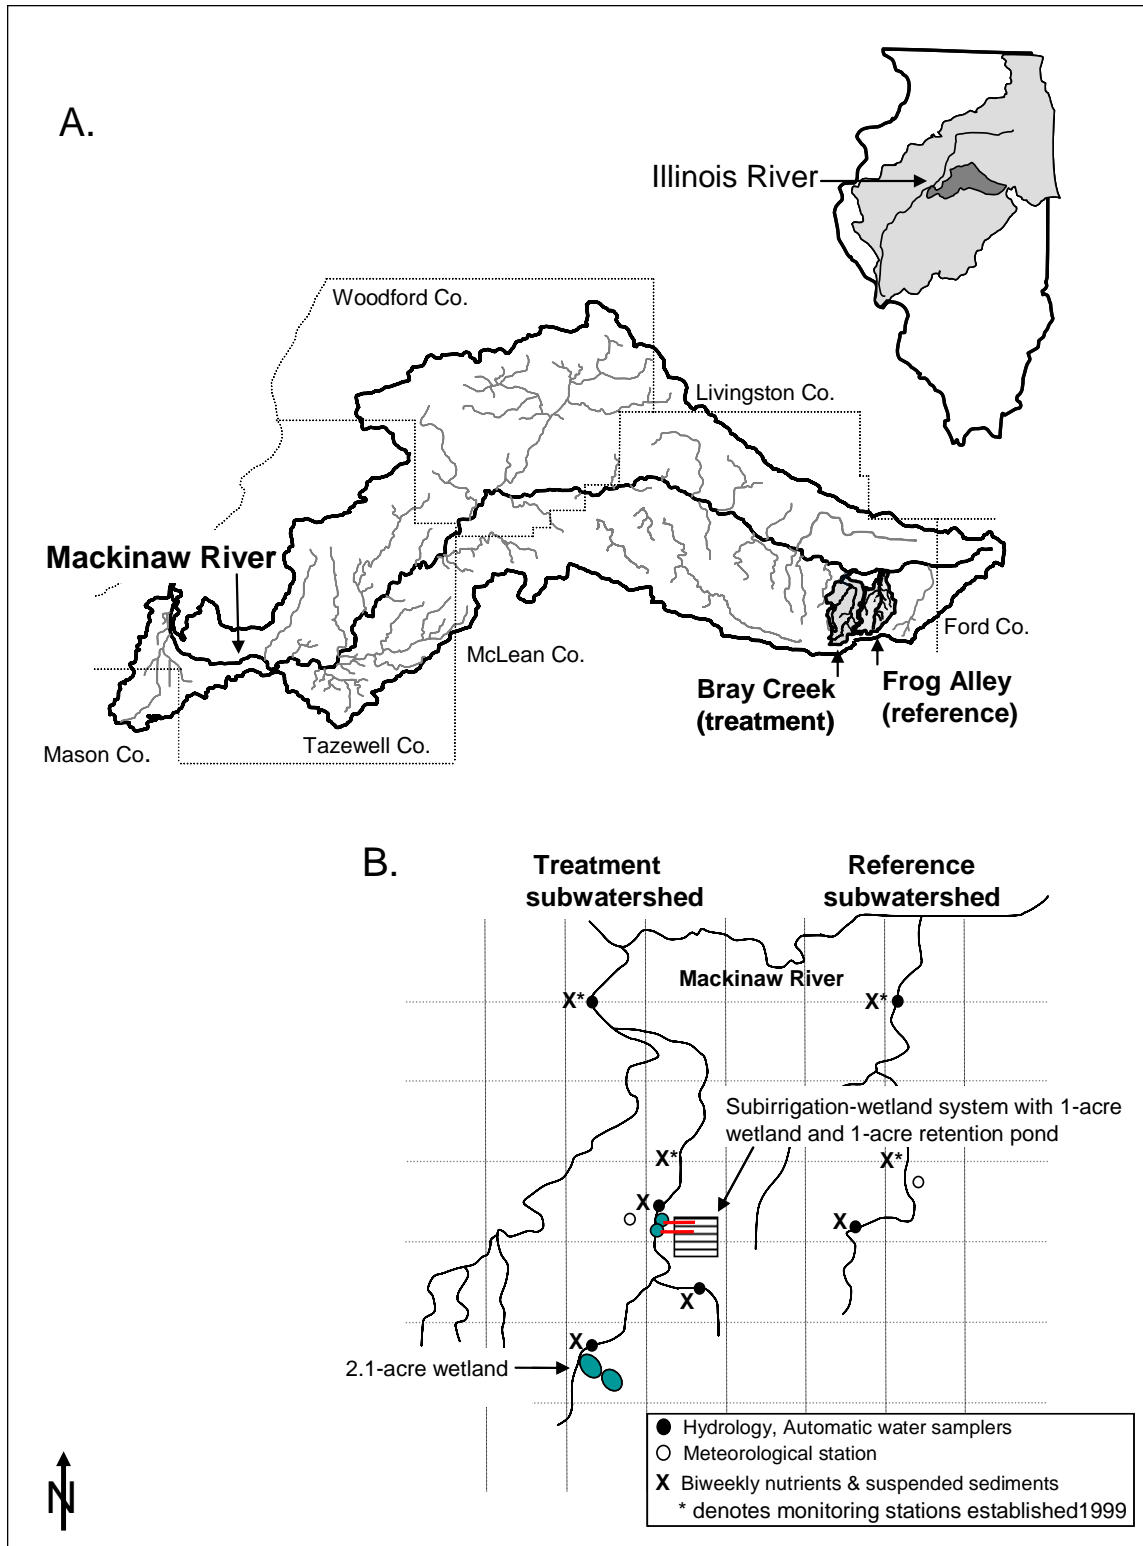 A.
Illinois River
Woodford Co.
Livingston Co.
Mackinaw River
Ford Co.
McLean Co.
Bray Creek
(treatment)
Frog Alley
(reference)
Tazewell Co.
Mason Co.
B.
Treatment
subwatershed
Reference
subwatershed
Mackinaw River
X*
X*
Subirrigation-wetland system with 1-acre
wetland and 1-acre retention pond
X*
X*
X
X
X
X
2.1-acre wetland
Hydrology, Automatic water samplers
Meteorological station
X Biweekly nutrients & suspended sediments
* denotes monitoring stations established1999
N